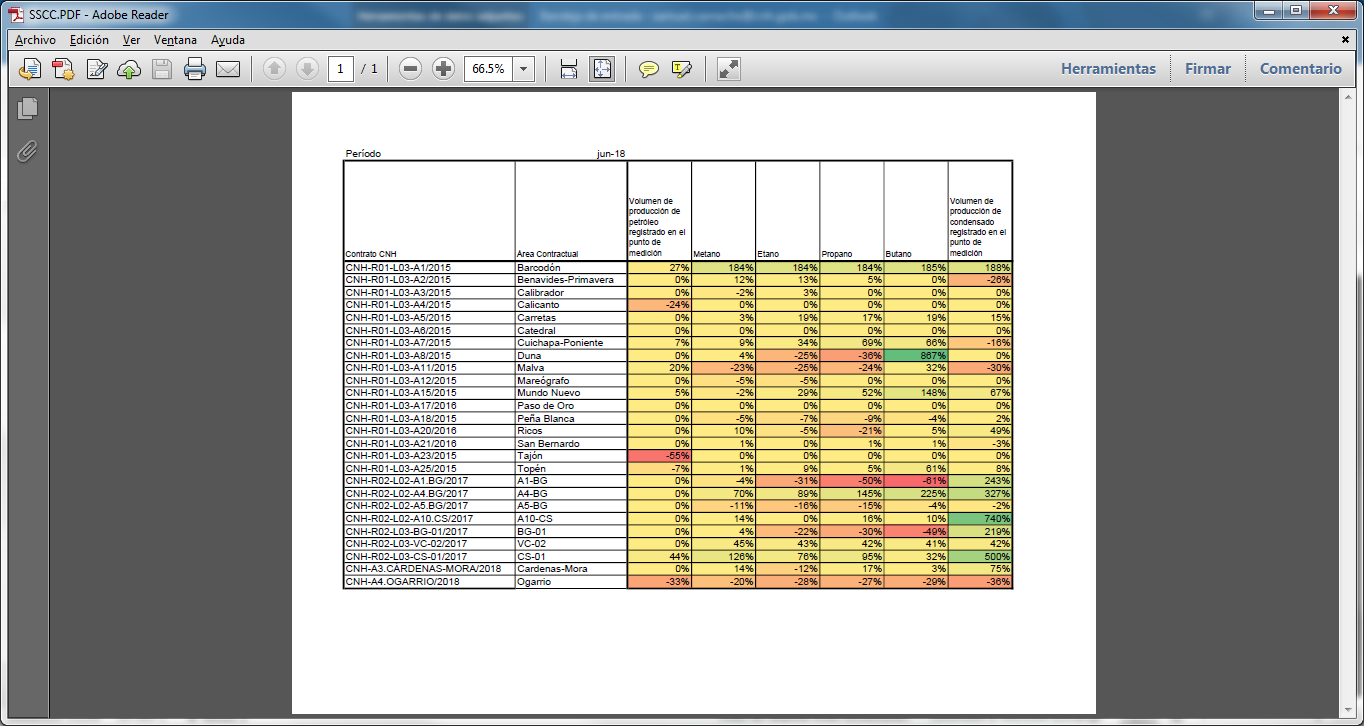 SSCC.PDF - Adobe Reader
Archivo Edición Ver Ventana Ayuda
1 / 1 66.5% Herramientas Firmar Comentario
Período jun-18
Contrato CNH Área Contractual Volumen de producción de petróleo registrado en el punto de medición Metano Etano Propano Butano Volumen de producción de condensado registrado en el punto de medición
CNH-R01-L03-A1/2015 Barcodón 27% 184% 184% 184% 185% 188%
CNH-R01-L03-A2/2015 Benavides-Primavera 0% 12% 13% 5% 0% -26%
CNH-R01-L03-A3/2015 Calibrador 0% -2% 3% 0% 0% 0%
CNH-R01-L03-A4/2015 Calicanto -24% 0% 0% 0% 0% 0%
CNH-R01-L03-A5/2015 Carretas 0% 3% 19% 17% 19% 15%
CNH-R01-L03-A6/2015 Catedral 0% 0% 0% 0% 0% 0%
CNH-R01-L03-A7/2015 Cuichapa-Poniente 7% 9% 34% 69% 66% -16%
CNH-R01-L03-A8/2015 Duna 0% 4% -25% -36% 867% 0%
CNH-R01-L03-A11/2015 Malva 20% -23% -25% -24% 32% -30%
CNH-R01-L03-A12/2015 Mareógrafo 0% -5% -5% 0% 0% 0%
CNH-R01-L03-A15/2015 Mundo Nuevo 5% -2% 29% 52% 148% 67%
CNH-R01-L03-A17/2016 Paso de Oro 0% 0% 0% 0% 0% 0%
CNH-R01-L03-A18/2015 Peña Blanca 0% -5% -7% -9% -4% 2%
CNH-R01-L03-A20/2016 Ricos 0% 10% -5% -21% 5% 49%
CNH-R01-L03-A21/2016 San Bernardo 0% 1% 0% 1% 1% -3%
CNH-R01-L03-A23/2015 Tajón -55% 0% 0% 0% 0% 0%
CNH-R01-L03-A25/2015 Topén -7% 1% 9% 5% 61% 8%
CNH-R02-L02-A1.BG/2017 A1-BG 0% -4% -31% -50% -61% 243%
CNH-R02-L02-A4.BG/2017 A4-BG 0% 70% 89% 145% 225% 327%
CNH-R02-L02-A5.BG/2017 A5-BG 0% -11% -16% -15% -4% -2%
CNH-R02-L02-A10.CS/2017 A10-CS 0% 14% 0% 16% 10% 740%
CNH-R02-L03-BG-01/2017 BG-01 0% 4% -22% -30% -49% 219%
CNH-R02-L03-VC-02/2017 VC-02 0% 45% 43% 42% 41% 42%
CNH-R02-L03-CS-01/2017 CS-01 44% 126% 76% 95% 32% 500%
CNH-A3.CÁRDENAS-MORA/2018 Cardenas-Mora 0% 14% -12% 17% 3% 75%
CNH-A4.OGARRIO/2018 Ogarrio -33% -20% -28% -27% -29% -36%